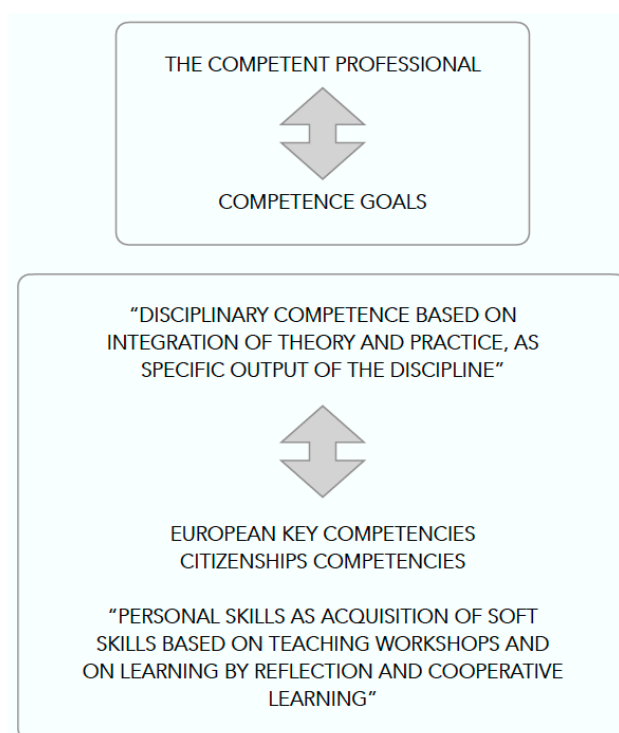 THE COMPETENT PROFESSIONAL
COMPETENCE GOALS
“DISCIPLINARY COMPETENCE BASED ON
INTEGRATION OF THEORY AND PRACTICE, AS
SPECIFIC OUTPUT OF THE DISCIPLINE”
EUROPEAN KEY COMPETENCIES
CITIZENSHIPS COMPETENCIES
“PERSONAL SKILLS AS ACQUISITION OF SOFT
SKILLS BASED ON TEACHING WORKSHOPS AND
ON LEARNING BY REFLECTION AND COOPERATIVE
LEARNING”